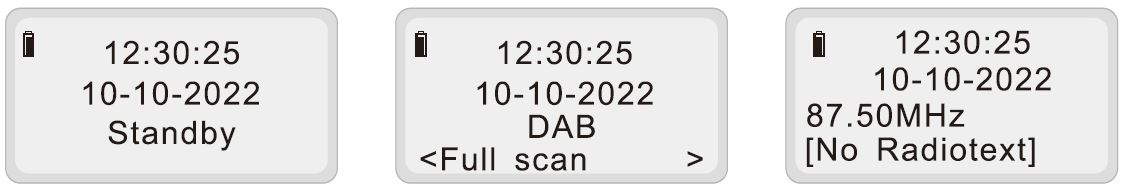 12:30:25
10-10-2022
Standby
12:30:25
10-10-2022
DAB
<Full scan >
12:30:25
10-10-2022
87.50MHz
[No Radiotext]